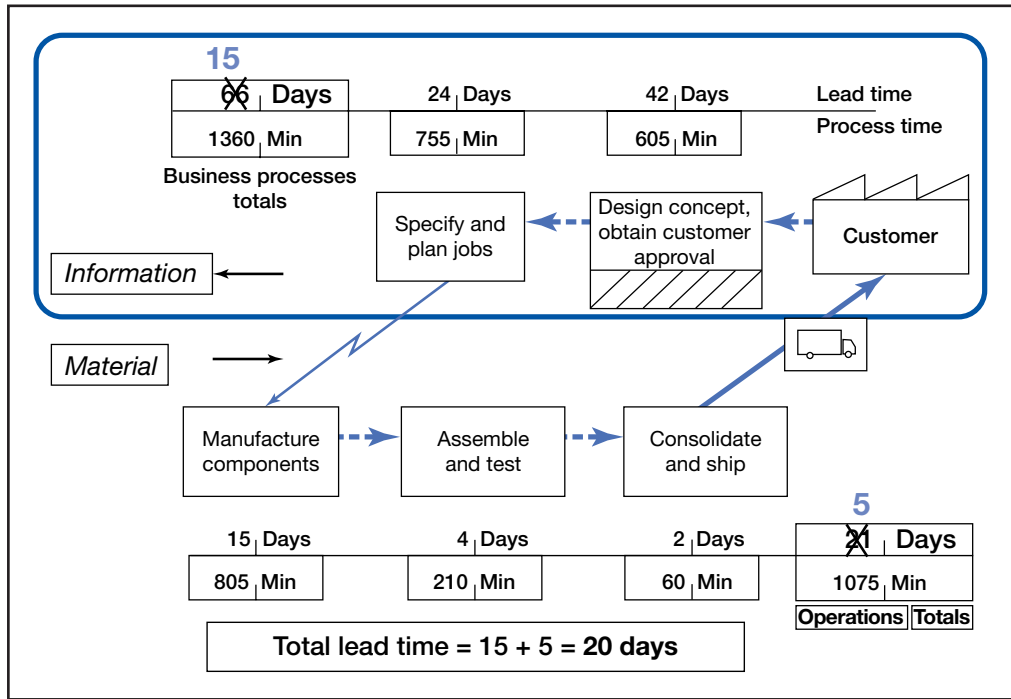 15
66 Days
24 Days
42 Days
Lead time
1360 Min
755 Min
605 Min
Process time
Business processes
totals
Specify and
plan jobs
Design concept,
obtain customer
approval
Customer
Information
Material
Manufacture
components
Assemble
and test
Consolidate
and ship
5
15 Days
4 Days
2 Days
21 Days
805 Min
210 Min
60 Min
1075 Min
Operations Totals
Total lead time = 15 + 5 = 20 days